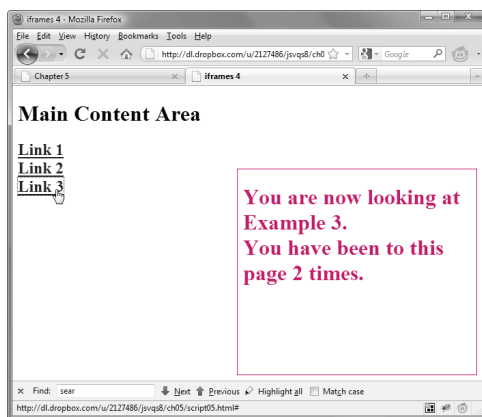 iframes 4 - Mozilla Firefox
File Edit View History Bookmarks Tools Help
http://dl.dropbox.com/u/2127486/jsvqs8/ch0 Google
Chapter 5 iframes 4
Main Content Area
Link 1
Link 2
Link 3
You are now looking at
Example 3.
You have been to this
page 2 times.
Find: sear Next Previous Highlight all Match case
http://dl.dropbox.com/u/2127486/jsvqs8/ch05/script05.html#